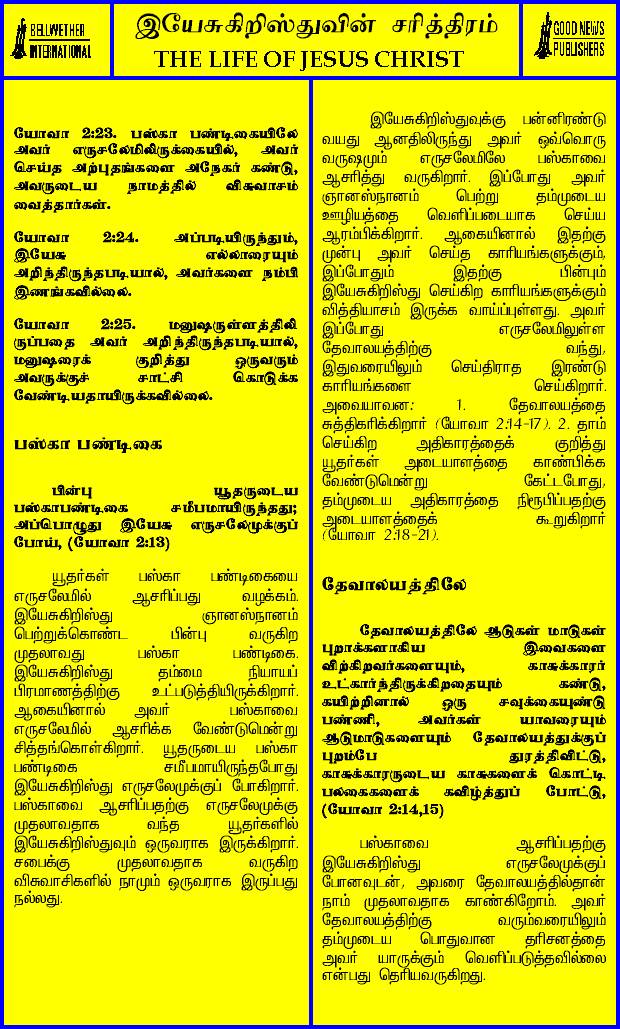 BELLWETHER
INTERNATIONAL
இயேசுகிறிஸ்துவின் சரித்திரம்
THE LIFE OF JESUS CHRIST
GOOD NEWS
PUBLISHERS
யோவா 2:23. பஸ்கா பண்டிகையிலே
அவர் எருசலேமிலிருக்கையில், அவர்
செய்த அற்புதங்களை அநேகர் கண்டு,
அவருடைய நாமத்தில் விசுவாசம்
வைத்தார்கள்.
யோவா 2:24. அப்படியிருந்தும்,
இயேசு எல்லாரையும்
அறிந்திருந்தபடியால், அவர்களை நம்பி
இணங்கவில்லை.
யோவா 2:25. மனுஷருள்ளத்திலி
ருப்பதை அவர் அறிந்திருந்தபடியால்,
மனுஷரைக் குறித்து ஒருவரும்
அவருக்குச் சாட்சி கொடுக்க
வேண்டியதாயிருக்கவில்லை.
பஸ்கா பண்டிகை
பின்பு யூதருடைய
பஸ்காபண்டிகை சமீபமாயிருந்தது;
அப்பொழுது இயேசு எருசலேமுக்குப்
போய், (யோவா 2:13)
யூதர்கள் பஸ்கா பண்டிகையை
எருசலேமில் ஆசரிப்பது வழக்கம்.
இயேசுகிறிஸ்து ஞானஸ்நானம்
பெற்றுக்கொண்ட பின்பு வருகிற
முதலாவது பஸ்கா பண்டிகை.
இயேசுகிறிஸ்து தம்மை நியாயப்
பிரமாணத்திற்கு உட்படுத்தியிருக்கிறார்.
ஆகையினால் அவர் பஸ்காவை
எருசலேமில் ஆசரிக்க வேண்டுமென்று
சித்தங்கொள்கிறார். யூதருடைய பஸ்கா
பண்டிகை சமீபமாயிருந்தபோது
இயேசுகிறிஸ்து எருசலேமுக்குப் போகிறார்.
பஸ்காவை ஆசரிப்பதற்கு எருசலேமுக்கு
முதலாவதாக வந்த யூதர்களில்
இயேசுகிறிஸ்துவும் ஒருவராக இருக்கிறார்.
சபைக்கு முதலாவதாக வருகிற
விசுவாசிகளில் நாமும் ஒருவராக இருப்பது
நல்லது.
இயேசுகிறிஸ்துவுக்கு பன்னிரண்டு
வயது ஆனதிலிருந்து அவர் ஒவ்வொரு
வருஷமும் எருசலேமிலே பஸ்காவை
ஆசரித்து வருகிறார். இப்போது அவர்
ஞானஸ்நானம் பெற்று தம்முடைய
ஊழியத்தை வெளிப்படையாக செய்ய
ஆரம்பிக்கிறார். ஆகையினால் இதற்கு
முன்பு அவர் செய்த காரியங்களுக்கும்,
இப்போதும் இதற்கு பின்பும்
இயேசுகிறிஸ்து செய்கிற காரியங்களுக்கும்
வித்தியாசம் இருக்க வாய்ப்புள்ளது. அவர்
இப்போது எருசலேமிலுள்ள
தேவாலயத்திற்கு வந்து,
இதுவரையிலும் செய்திராத இரண்டு
காரியங்களை செய்கிறார்.
அவையாவன: 1. தேவாலயத்தை
சுத்திகரிக்கிறார் (யோவா 2:14-17). 2. தாம்
செய்கிற அதிகாரத்தைக் குறித்து
யூதர்கள் அடையாளத்தை காண்பிக்க
வேண்டுமென்று கேட்டபோது,
தம்முடைய அதிகாரத்தை நிரூபிப்பதற்கு
அடையாளத்தைக் கூறுகிறார்
(யோவா 2:18-21).
தேவாலயத்திலே
தேவாலயத்திலே ஆடுகள் மாடுகள்
புறாக்களாகிய இவைகளை
விற்கிறவர்களையும், காசுக்காரர்
உட்கார்ந்திருக்கிறதையும் கண்டு,
கயிற்றினால் ஒரு சவுக்கையுண்டு
பண்ணி, அவர்கள் யாவரையும்
ஆடுமாடுகளையும் தேவாலயத்துக்குப்
புறம்பே துரத்திவிட்டு,
காசுக்காரருடைய காசுகளைக் கொட்டி,
பலகைகளைக் கவிழ்த்துப் போட்டு,
(யோவா 2:14,15)
பஸ்காவை ஆசரிப்பதற்கு
இயேசுகிறிஸ்து எருசலேமுக்குப்
போனவுடன், அவரை தேவாலயத்தில்தான்
நாம் முதலாவதாக காண்கிறோம். அவர்
தேவாலயத்திற்கு வரும்வரையிலும்
தம்முடைய பொதுவான தரிசனத்தை
அவர் யாருக்கும் வெளிப்படுத்தவில்லை
என்பது தெரியவருகிறது.